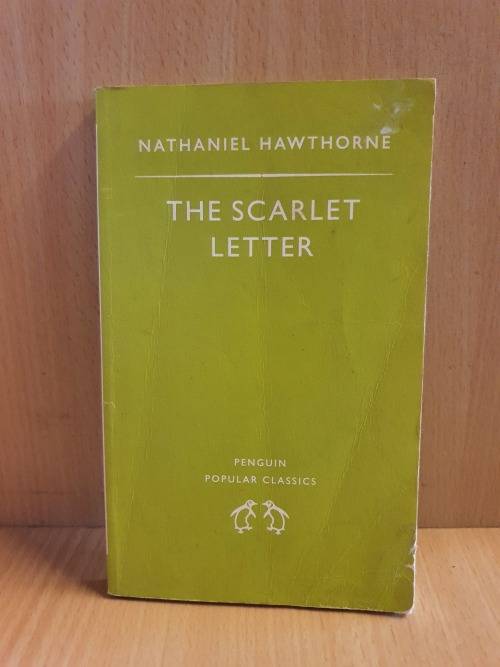 NATHANIEL HAWTHORNE
THE SCARLET
LETTER
PENGUIN
POPULAR CLASSICS